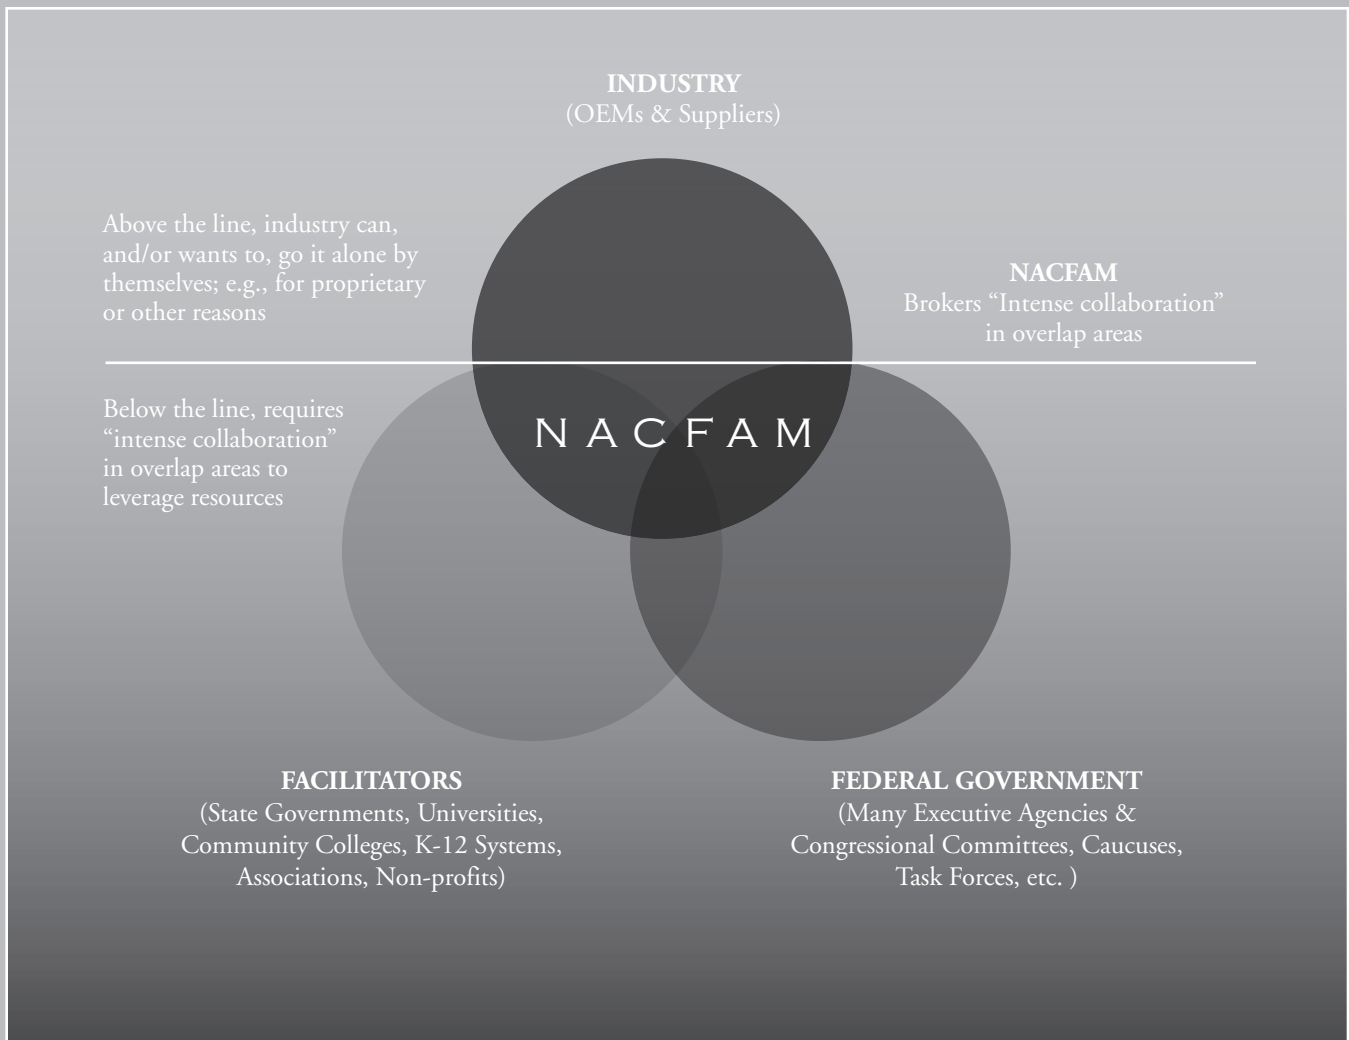 INDUSTRY
(OEMs & Suppliers)
Above the line, industry can,
and/or wants to, go it alone by
themselves; e.g., for proprietary
or other reasons
NACFAM
Brokers “Intense collaboration”
in overlap areas
Below the line, requires
“intense collaboration”
in overlap areas to
leverage resources
NACFAM
FACILITATORS
(State Governments, Universities,
Community Colleges, K-12 Systems,
Associations, Non-profits)
FEDERAL GOVERNMENT
(Many Executive Agencies &
Congressional Committees, Caucuses,
Task Forces, etc. )